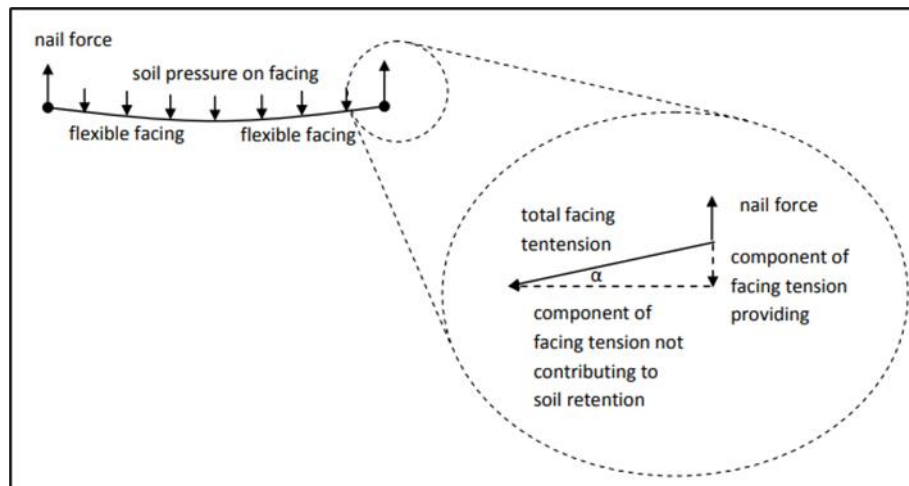 nail force
soil pressure on facing
flexible facing
flexible facing
total facing
tentension
α
nail force
component of
facing tension
providing
component of
facing tension not
contributing to
soil retention